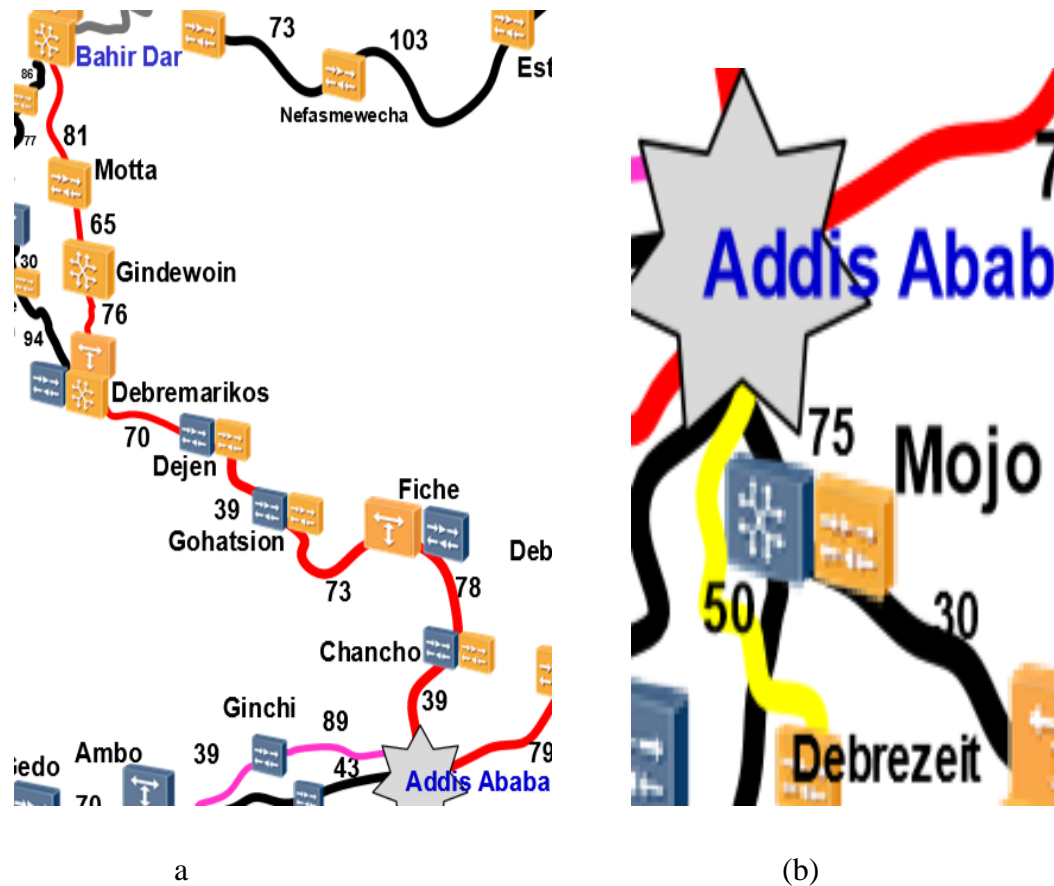 73
103
Bahir Dar
Est
86
Nefasmewecha
77
81
Motta
65
30
Gindewoin
76
94
Debremarikos
70
Dejen
39
Fiche
Gohatsion
Deb
73
78
Chancho
39
Ginchi
89
39
43
79
Ambo
Gedo
Addis Ababa
70
7
Addis Abab
75
Mojo
50
30
Debrezeit
a
(b)